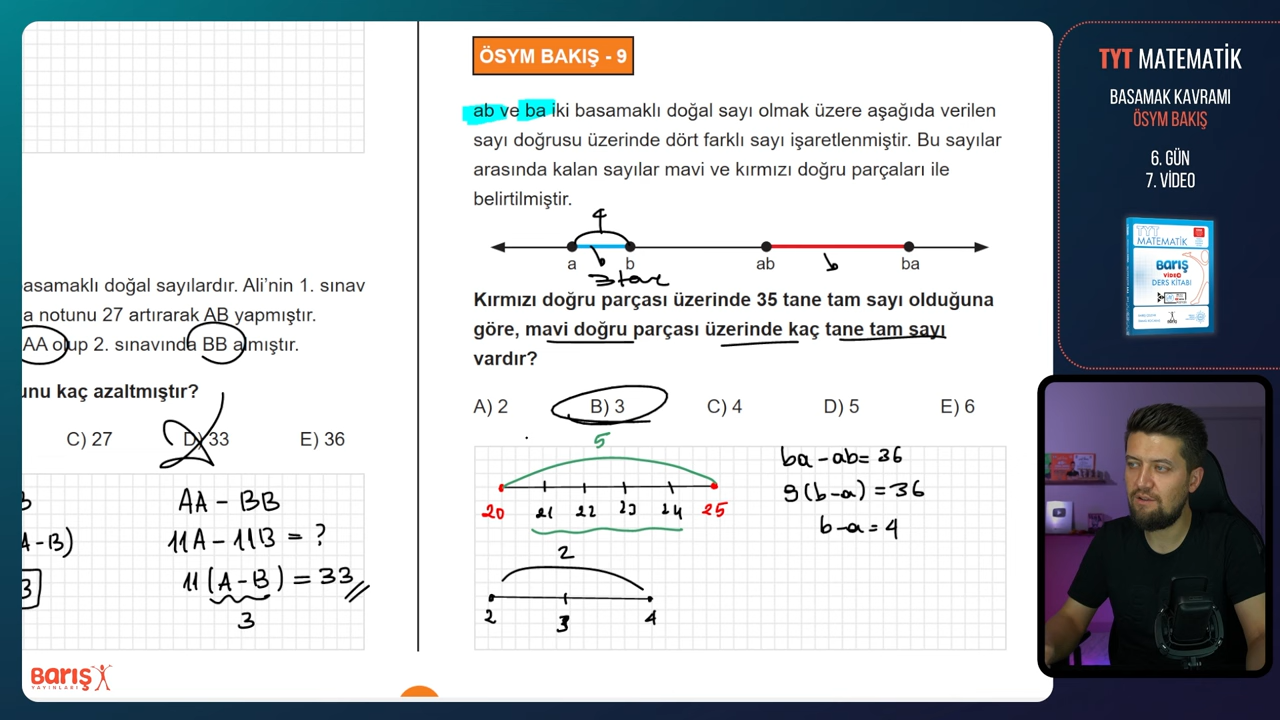 asamaklı doğal sayılardır. Ali'nin 1. sınav
a notunu 27 artırarak AB yapmıştır.
AA olup 2. sınavında BB almıştır.
unu kaç azaltmıştır?
C) 27 D) 33 E) 36
AA - BB
A-B)
11A - 11B = ?
11(A-B) = 33
3
BARIŞ
YAYINLARI
ÖSYM BAKIŞ - 9
ab ve ba iki basamaklı doğal sayı olmak üzere aşağıda verilen
sayı doğrusu üzerinde dört farklı sayı işaretlenmiştir. Bu sayılar
arasında kalan sayılar mavi ve kırmızı doğru parçaları ile
belirtilmiştir.
4
a b ab ba
3 tane
Kırmızı doğru parçası üzerinde 35 tane tam sayı olduğuna
göre, mavi doğru parçası üzerinde kaç tane tam sayı
vardır?
A) 2 B) 3 C) 4 D) 5 E) 6
5
20 21 22 23 24 25
2
2 3 4
ba - ab = 36
9(b-a) = 36
b-a = 4
TYT MATEMATİK
BASAMAK KAVRAMI
ÖSYM BAKIŞ
6. GÜN
7. VİDEO
TYT
MATEMATİK
BARIŞ
VİDEO
DERS KİTABI